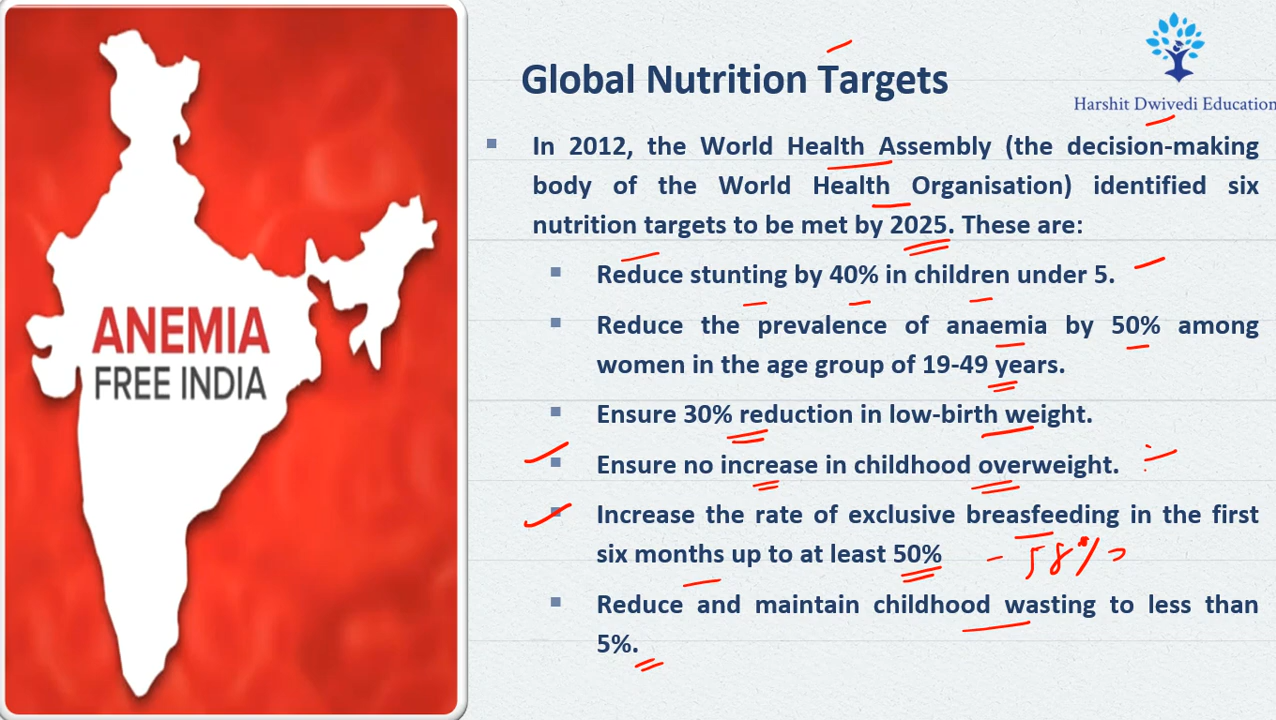 ANEMIA
FREE INDIA
Harshit Dwivedi Education
Global Nutrition Targets
In 2012, the World Health Assembly (the decision-making
body of the World Health Organisation) identified six
nutrition targets to be met by 2025. These are:
Reduce stunting by 40% in children under 5.
Reduce the prevalence of anaemia by 50% among
women in the age group of 19-49 years.
Ensure 30% reduction in low-birth weight.
Ensure no increase in childhood overweight.
Increase the rate of exclusive breasfeeding in the first
six months up to at least 50%
- 58%
Reduce and maintain childhood wasting to less than
5%.